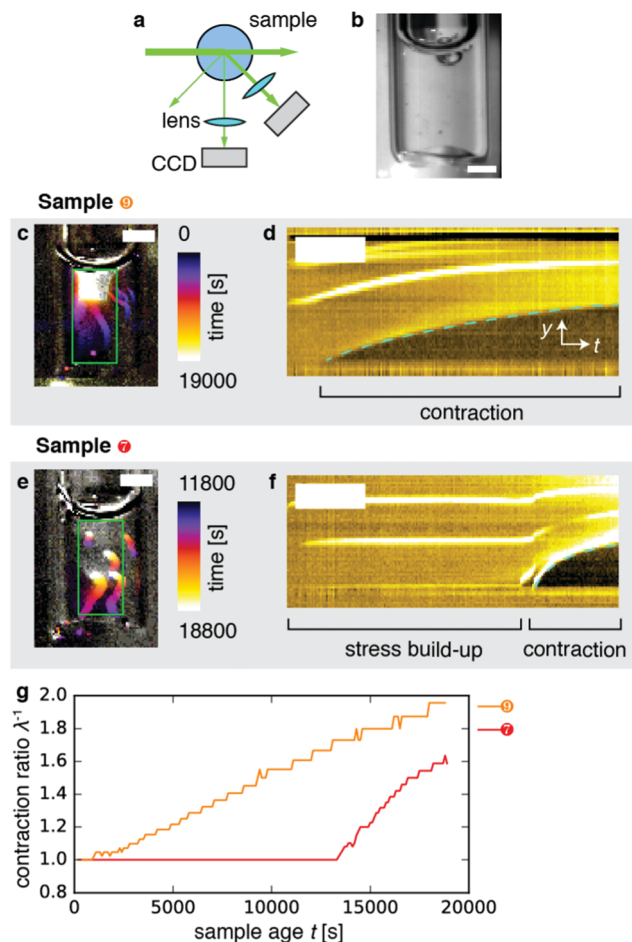 a
sample
lens
CCD
b
Sample 9
c
0
time [s]
19000
d
y
t
contraction
Sample 7
e
11800
time [s]
18800
f
stress build-up
contraction
g
2.0
1.8
1.6
1.4
1.2
1.0
0.8
contraction ratio λ⁻¹
0
5000
10000
15000
20000
sample age t [s]
9
7